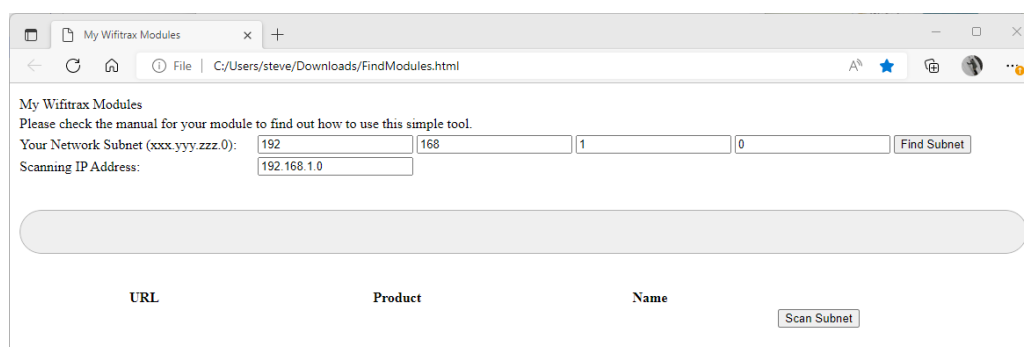 My Wifitrax Modules
File | C:/Users/steve/Downloads/FindModules.html
My Wifitrax Modules
Please check the manual for your module to find out how to use this simple tool.
Your Network Subnet (xxx.yyy.zzz.0): 192 168 1 0 Find Subnet
Scanning IP Address: 192.168.1.0
URL Product Name
Scan Subnet